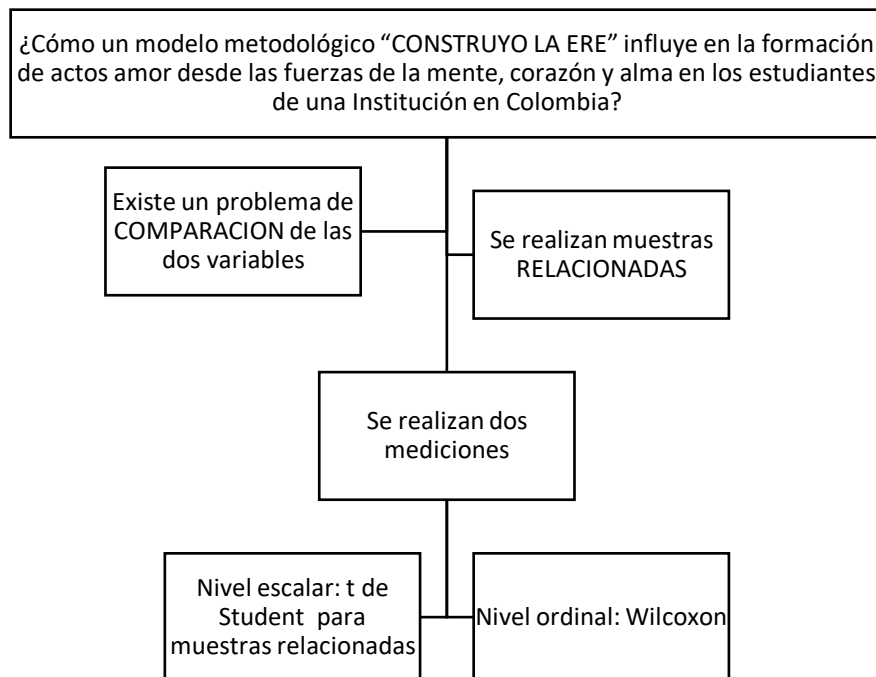 ¿Cómo un modelo metodológico “CONSTRUYO LA ERE” influye en la formación
de actos amor desde las fuerzas de la mente, corazón y alma en los estudiantes
de una Institución en Colombia?
Existe un problema de
COMPARACION de las
dos variables
Se realizan muestras
RELACIONADAS
Se realizan dos
mediciones
Nivel escalar: t de
Student para
muestras relacionadas
Nivel ordinal: Wilcoxon